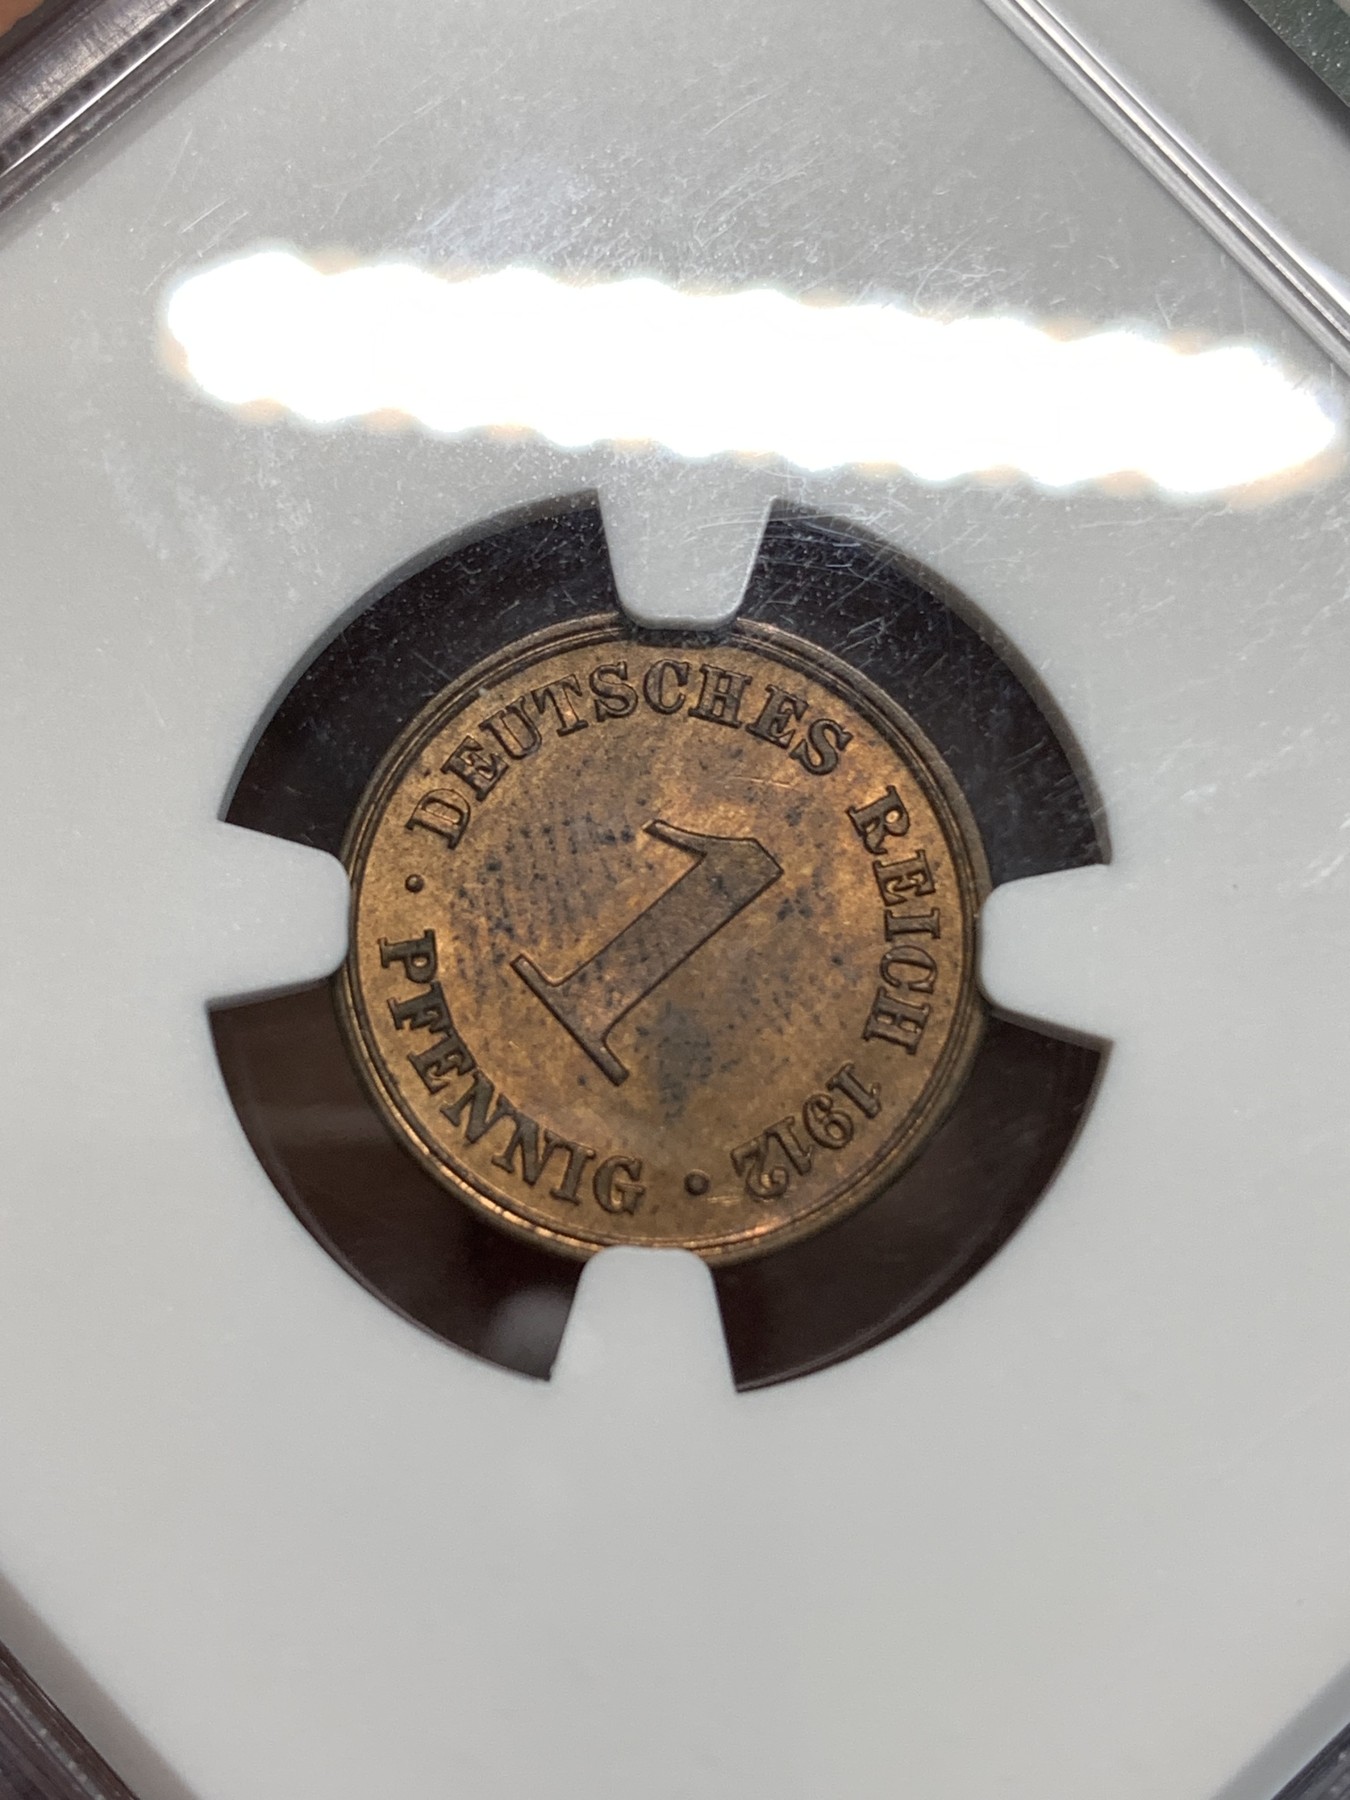 DEUTSCHES REICH 1912
1
· PFENNIG ·